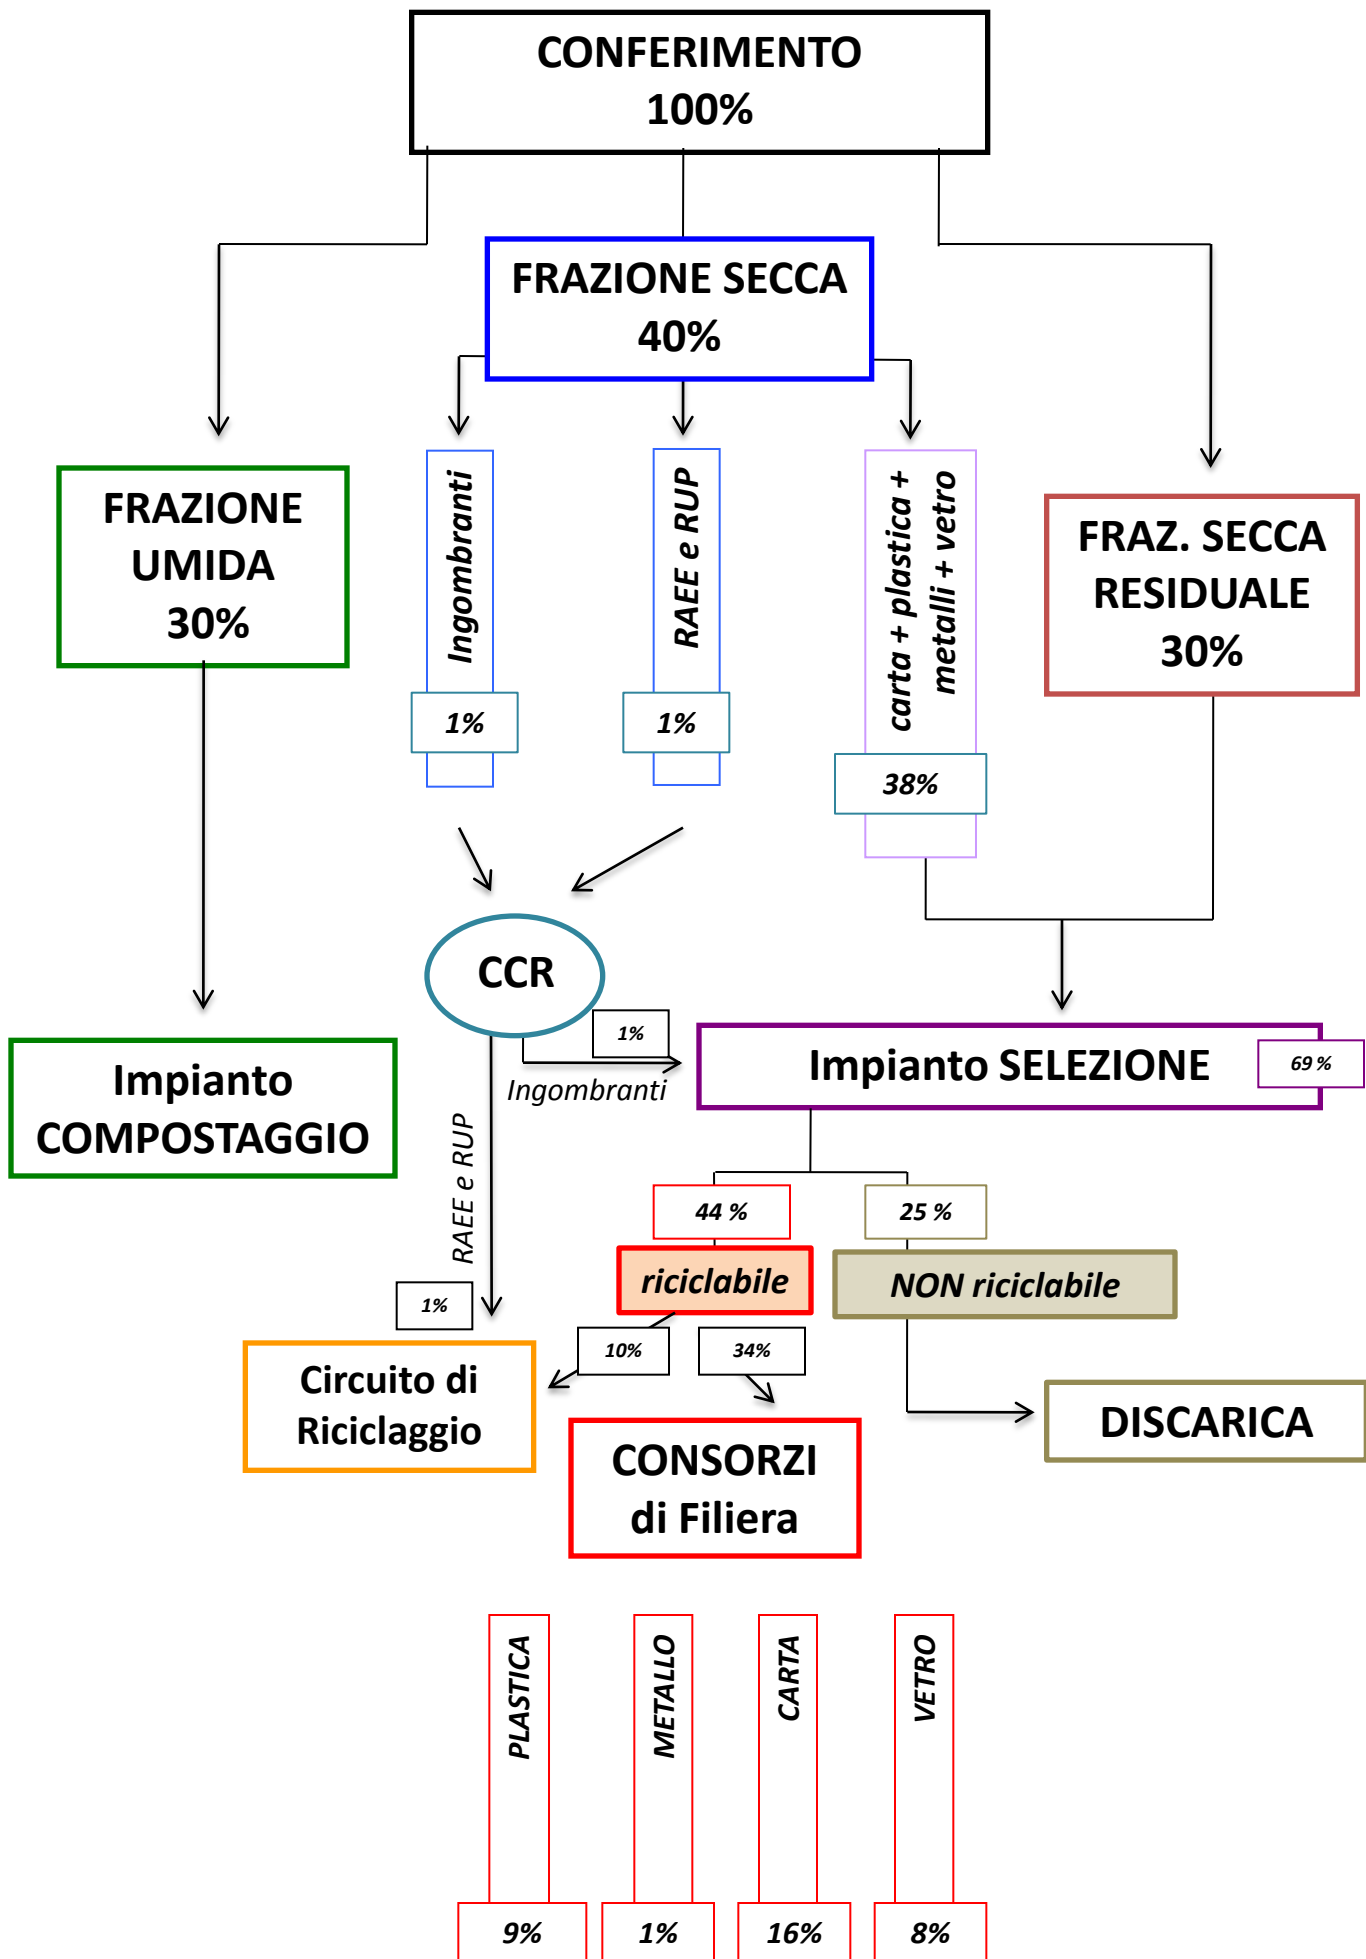 CONFERIMENTO
100%
FRAZIONE SECCA
40%
FRAZIONE
UMIDA
30%
Ingombranti
1%
RAEE e RUP
1%
carta + plastica +
metalli + vetro
38%
FRAZ. SECCA
RESIDUALE
30%
CCR
1%
Ingombranti
Impianto SELEZIONE
69 %
Impianto
COMPOSTAGGIO
RAEE e RUP
1%
44 %
25 %
riciclabile
NON riciclabile
10%
34%
Circuito di
Riciclaggio
CONSORZI
di Filiera
DISCARICA
PLASTICA
METALLO
CARTA
VETRO
9%
1%
16%
8%